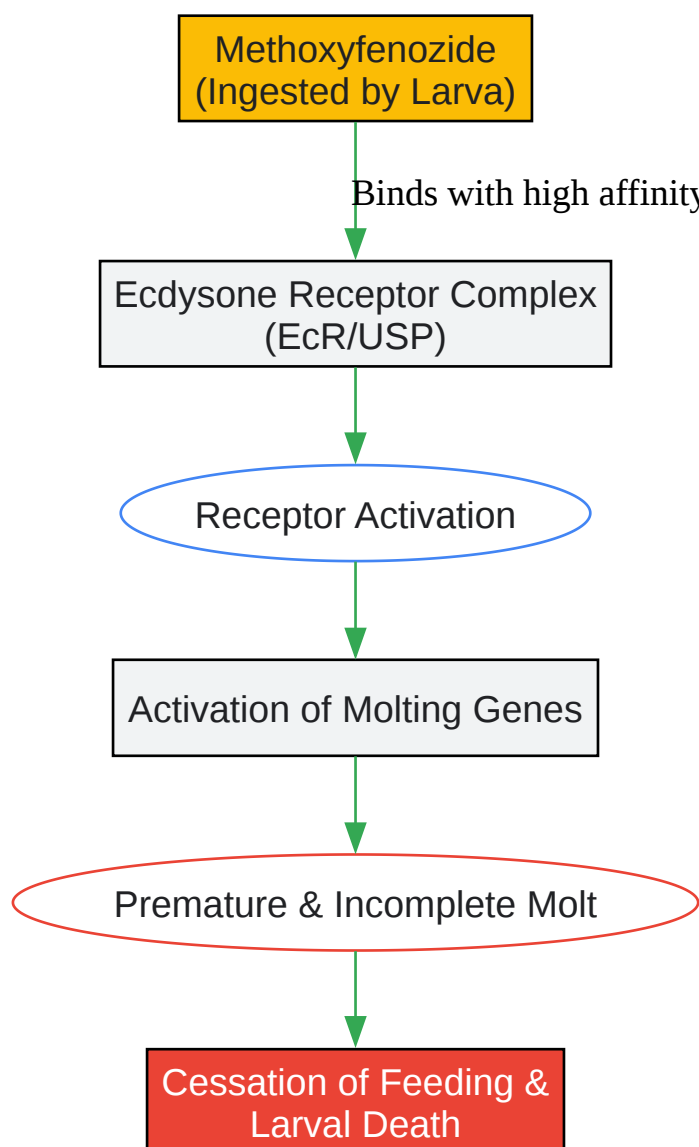 Methoxyfenozide
(Ingested by Larva)
Binds with high affinity
Ecdysone Receptor Complex
(EcR/USP)
Receptor Activation
Activation of Molting Genes
Premature & Incomplete Molt
Cessation of Feeding &
Larval Death